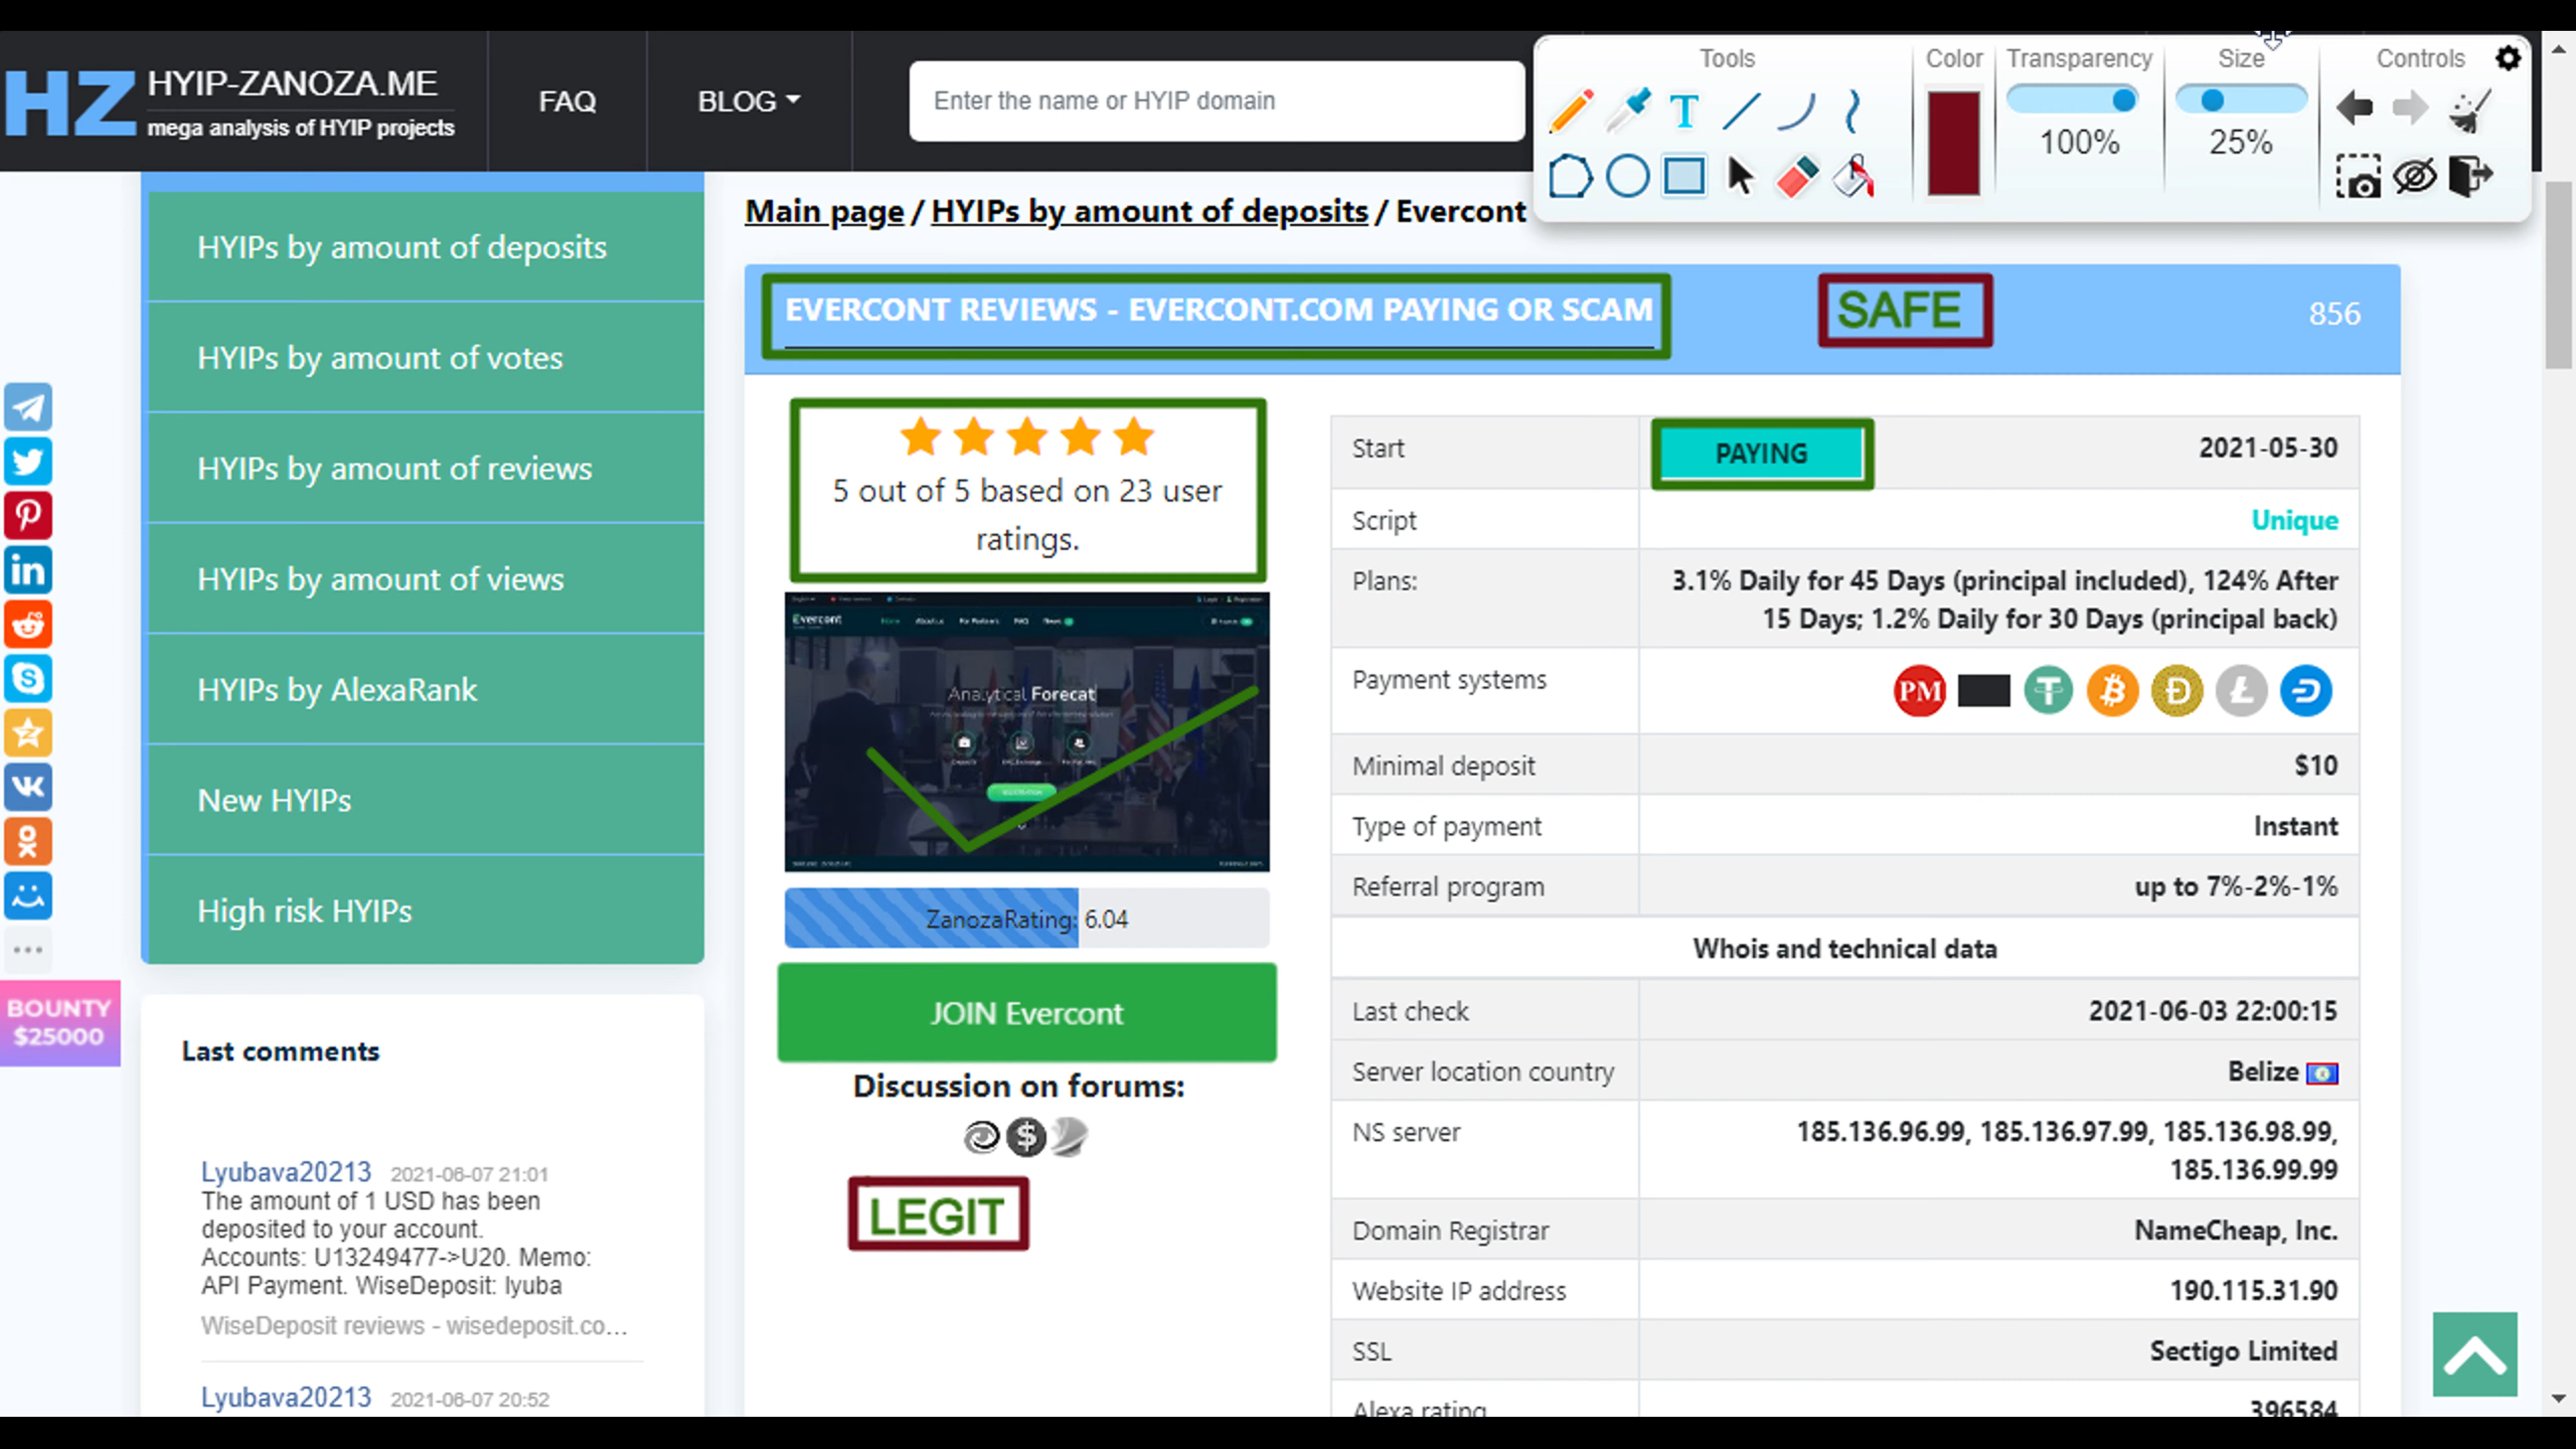 HZ HYIP-ZANOZA.ME
mega analysis of HYIP projects
FAQ
BLOG
Enter the name or HYIP domain
Tools
Color
Transparency
Size
Controls
T
100%
25%
Main page / HYIPs by amount of deposits / Evercont
HYIPs by amount of deposits
HYIPs by amount of votes
HYIPs by amount of reviews
HYIPs by amount of views
HYIPs by AlexaRank
New HYIPs
High risk HYIPs
BOUNTY
$25000
Last comments
Lyubava20213 2021-06-07 21:01
The amount of 1 USD has been
deposited to your account.
Accounts: U13249477->U20. Memo:
API Payment. WiseDeposit: lyuba
WiseDeposit reviews - wisedeposit.co...
Lyubava20213 2021-06-07 20:52
EVERCONT REVIEWS - EVERCONT.COM PAYING OR SCAM
SAFE
856
5 out of 5 based on 23 user
ratings.
Evercont
Analytical Forecat
ZanozaRating: 6.04
JOIN Evercont
Discussion on forums:
LEGIT
Start PAYING 2021-05-30
Script Unique
Plans: 3.1% Daily for 45 Days (principal included), 124% After
15 Days; 1.2% Daily for 30 Days (principal back)
Payment systems PM
Minimal deposit $10
Type of payment Instant
Referral program up to 7%-2%-1%
Whois and technical data
Last check 2021-06-03 22:00:15
Server location country Belize
NS server 185.136.96.99, 185.136.97.99, 185.136.98.99,
185.136.99.99
Domain Registrar NameCheap, Inc.
Website IP address 190.115.31.90
SSL Sectigo Limited
Alexa rating 396584